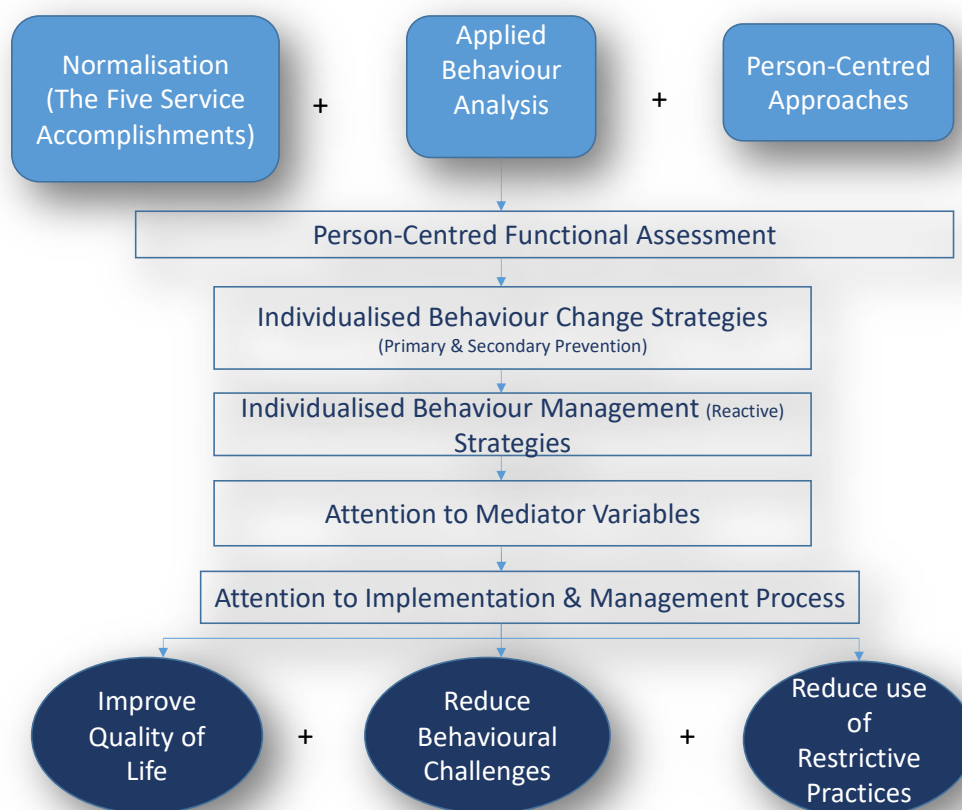 Normalisation
(The Five Service
Accomplishments)
+
Applied
Behaviour
Analysis
+
Person-Centred
Approaches
Person-Centred Functional Assessment
Individualised Behaviour Change Strategies
(Primary & Secondary Prevention)
Individualised Behaviour Management (Reactive)
Strategies
Attention to Mediator Variables
Attention to Implementation & Management Process
Improve
Quality of
Life
+
Reduce
Behavioural
Challenges
+
Reduce use
of
Restrictive
Practices